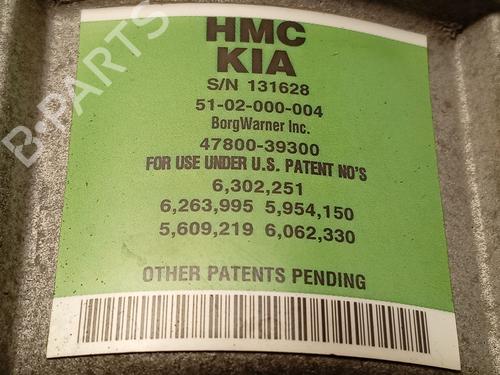 B-PARTS
HMC
KIA
S/N 131628
51-02-000-004
BorgWarner Inc.
47800-39300
FOR USE UNDER U.S. PATENT NO'S
6,302,251
6,263,995 5,954,150
5,609,219 6,062,330
OTHER PATENTS PENDING
B-PARTS